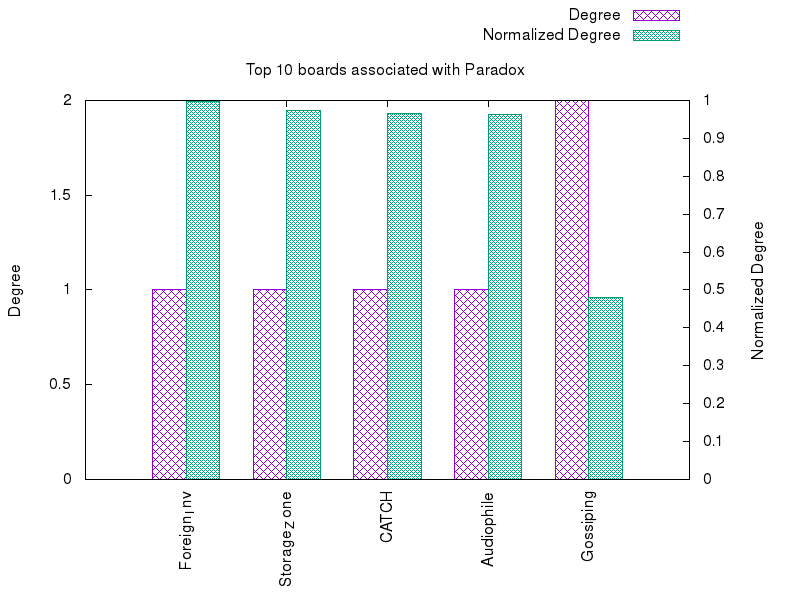 Degree
Normalized Degree
Top 10 boards associated with Paradox
2
1.5
1
0.5
0
1
0.9
0.8
0.7
0.6
0.5
0.4
0.3
0.2
0.1
0
Degree
Normalized Degree
Foreign_Inv
Storage_Zone
CATCH
Audiophile
Gossiping